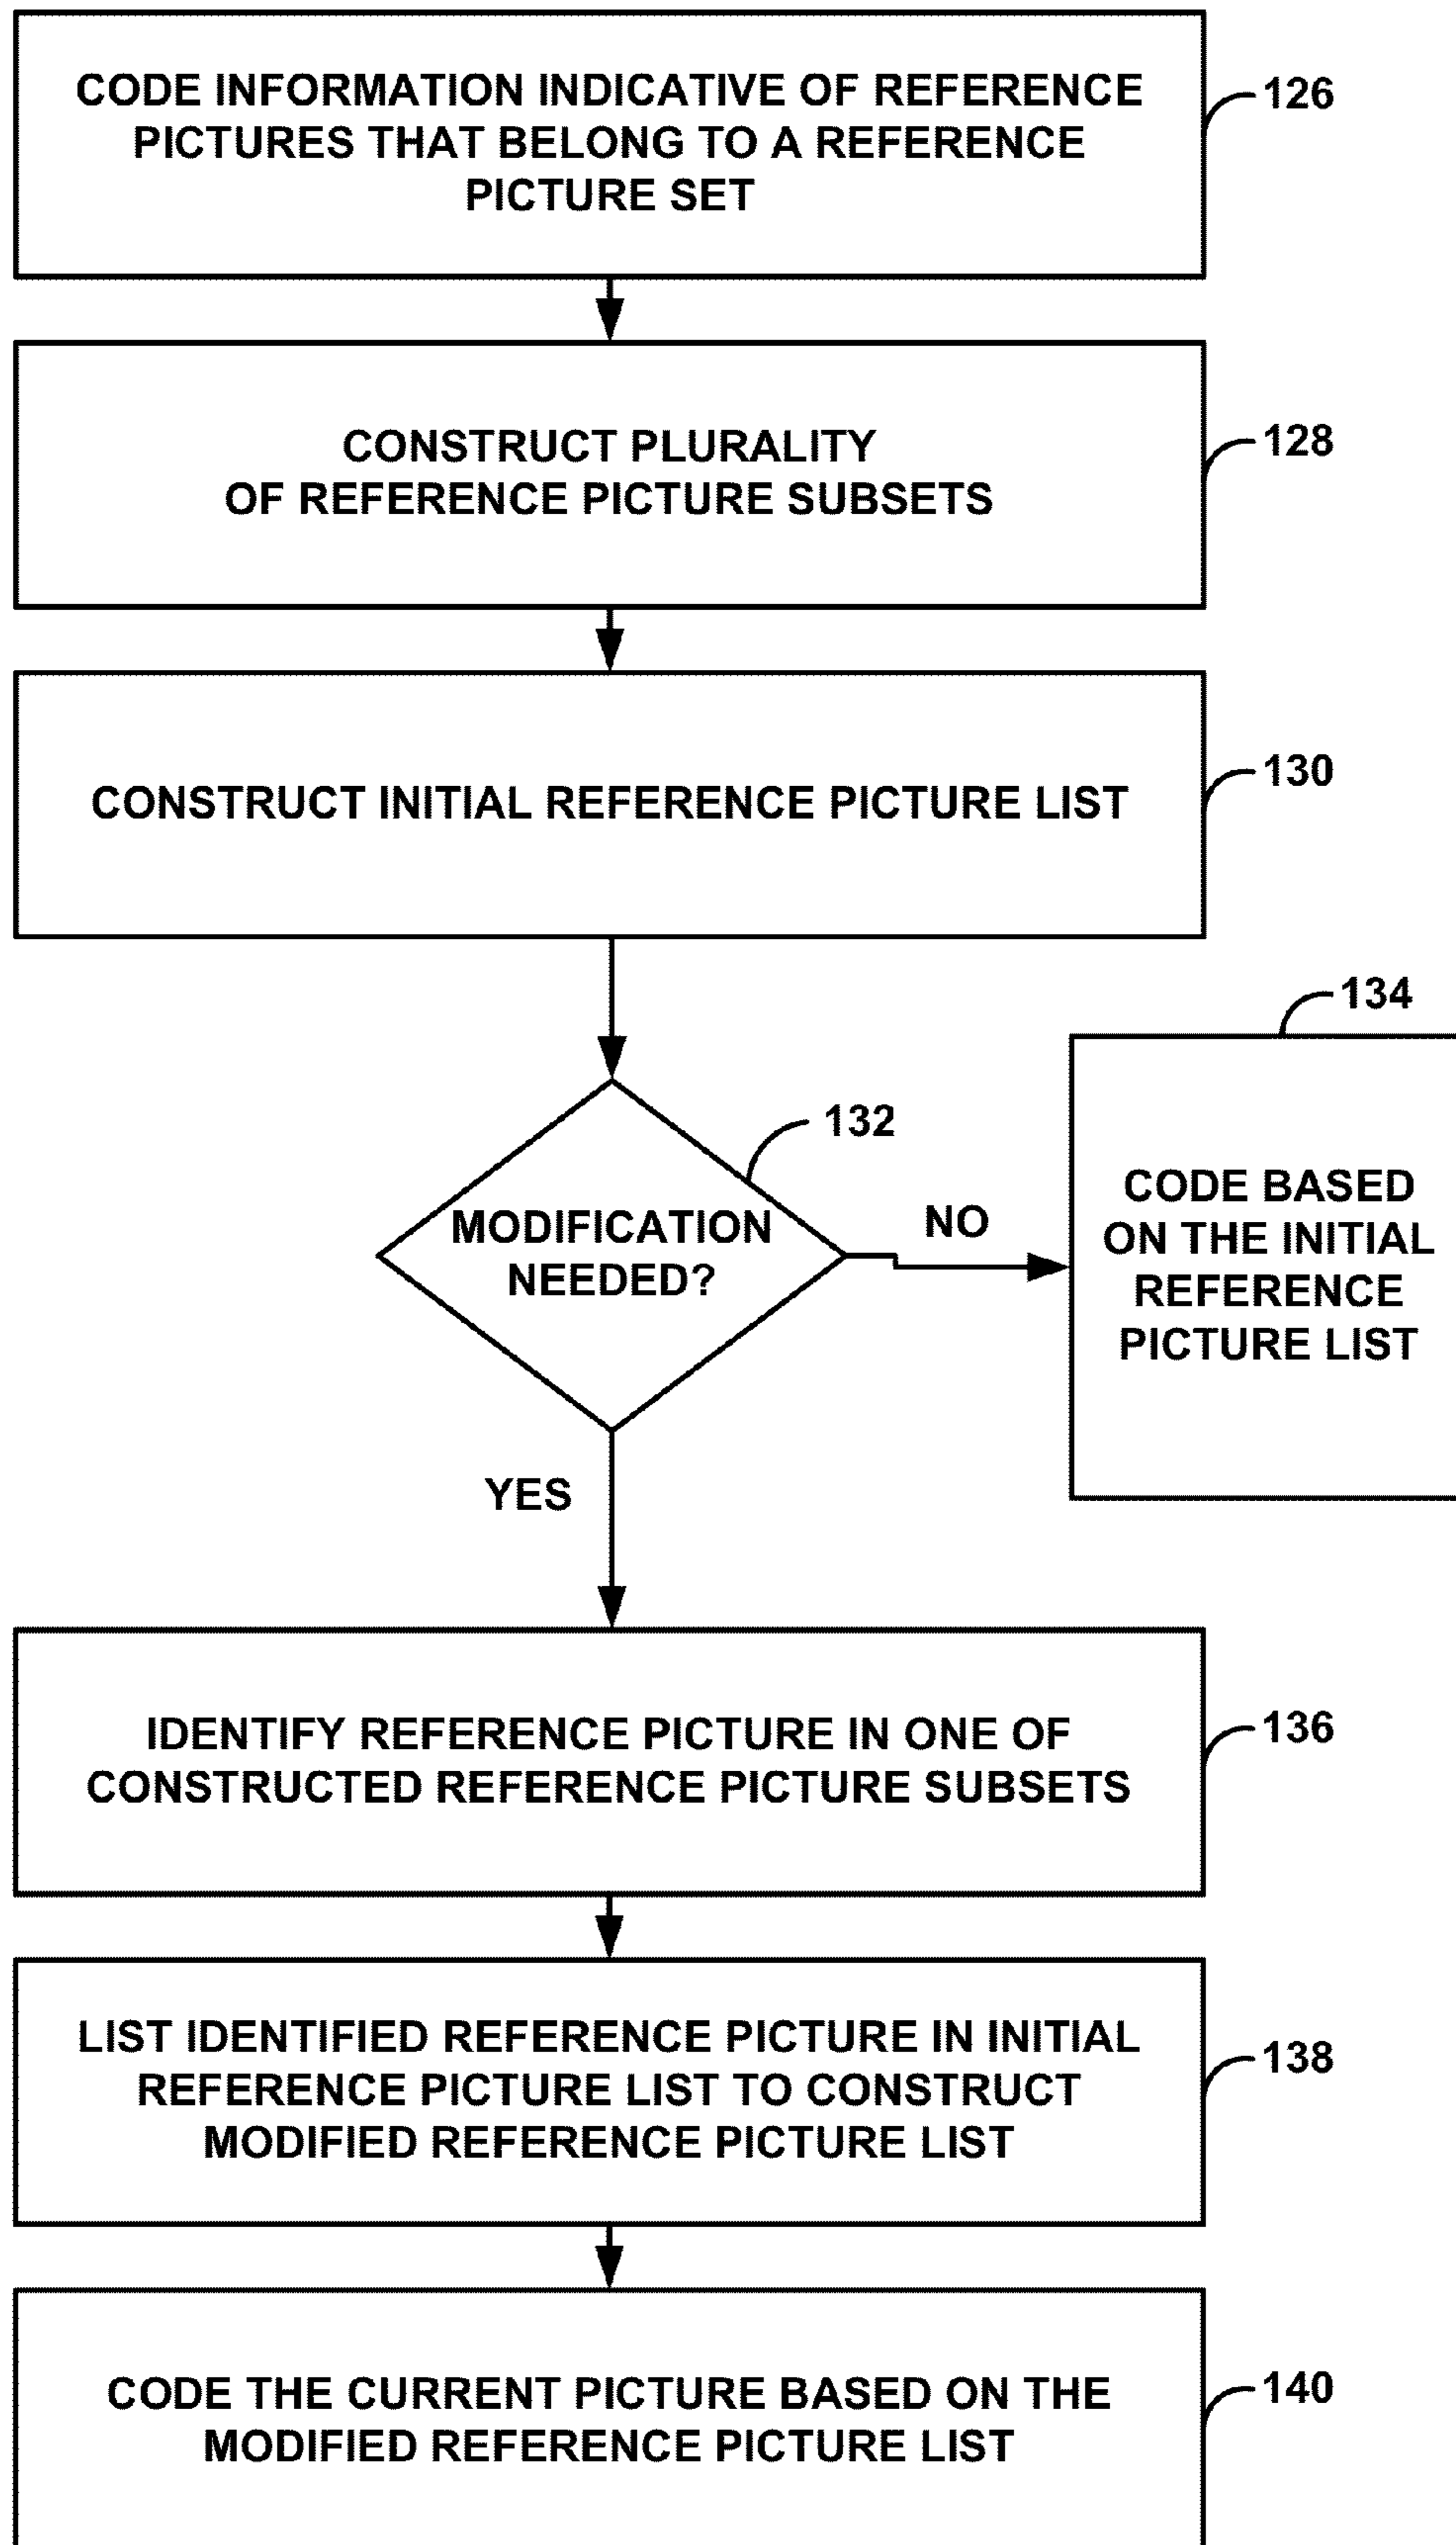 CODE INFORMATION INDICATIVE OF REFERENCE
PICTURES THAT BELONG TO A REFERENCE
PICTURE SET
126
CONSTRUCT PLURALITY
OF REFERENCE PICTURE SUBSETS
128
CONSTRUCT INITIAL REFERENCE PICTURE LIST
130
132
MODIFICATION
NEEDED?
NO
134
CODE BASED
ON THE INITIAL
REFERENCE
PICTURE LIST
YES
IDENTIFY REFERENCE PICTURE IN ONE OF
CONSTRUCTED REFERENCE PICTURE SUBSETS
136
LIST IDENTIFIED REFERENCE PICTURE IN INITIAL
REFERENCE PICTURE LIST TO CONSTRUCT
MODIFIED REFERENCE PICTURE LIST
138
CODE THE CURRENT PICTURE BASED ON THE
MODIFIED REFERENCE PICTURE LIST
140